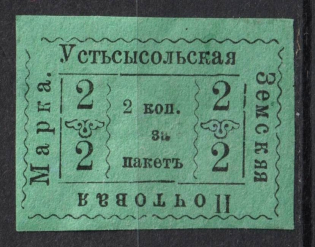 Устьсысольская
Земская
Почтовая
Марка.
2 2
2 коп.
за
пакетъ
2 2